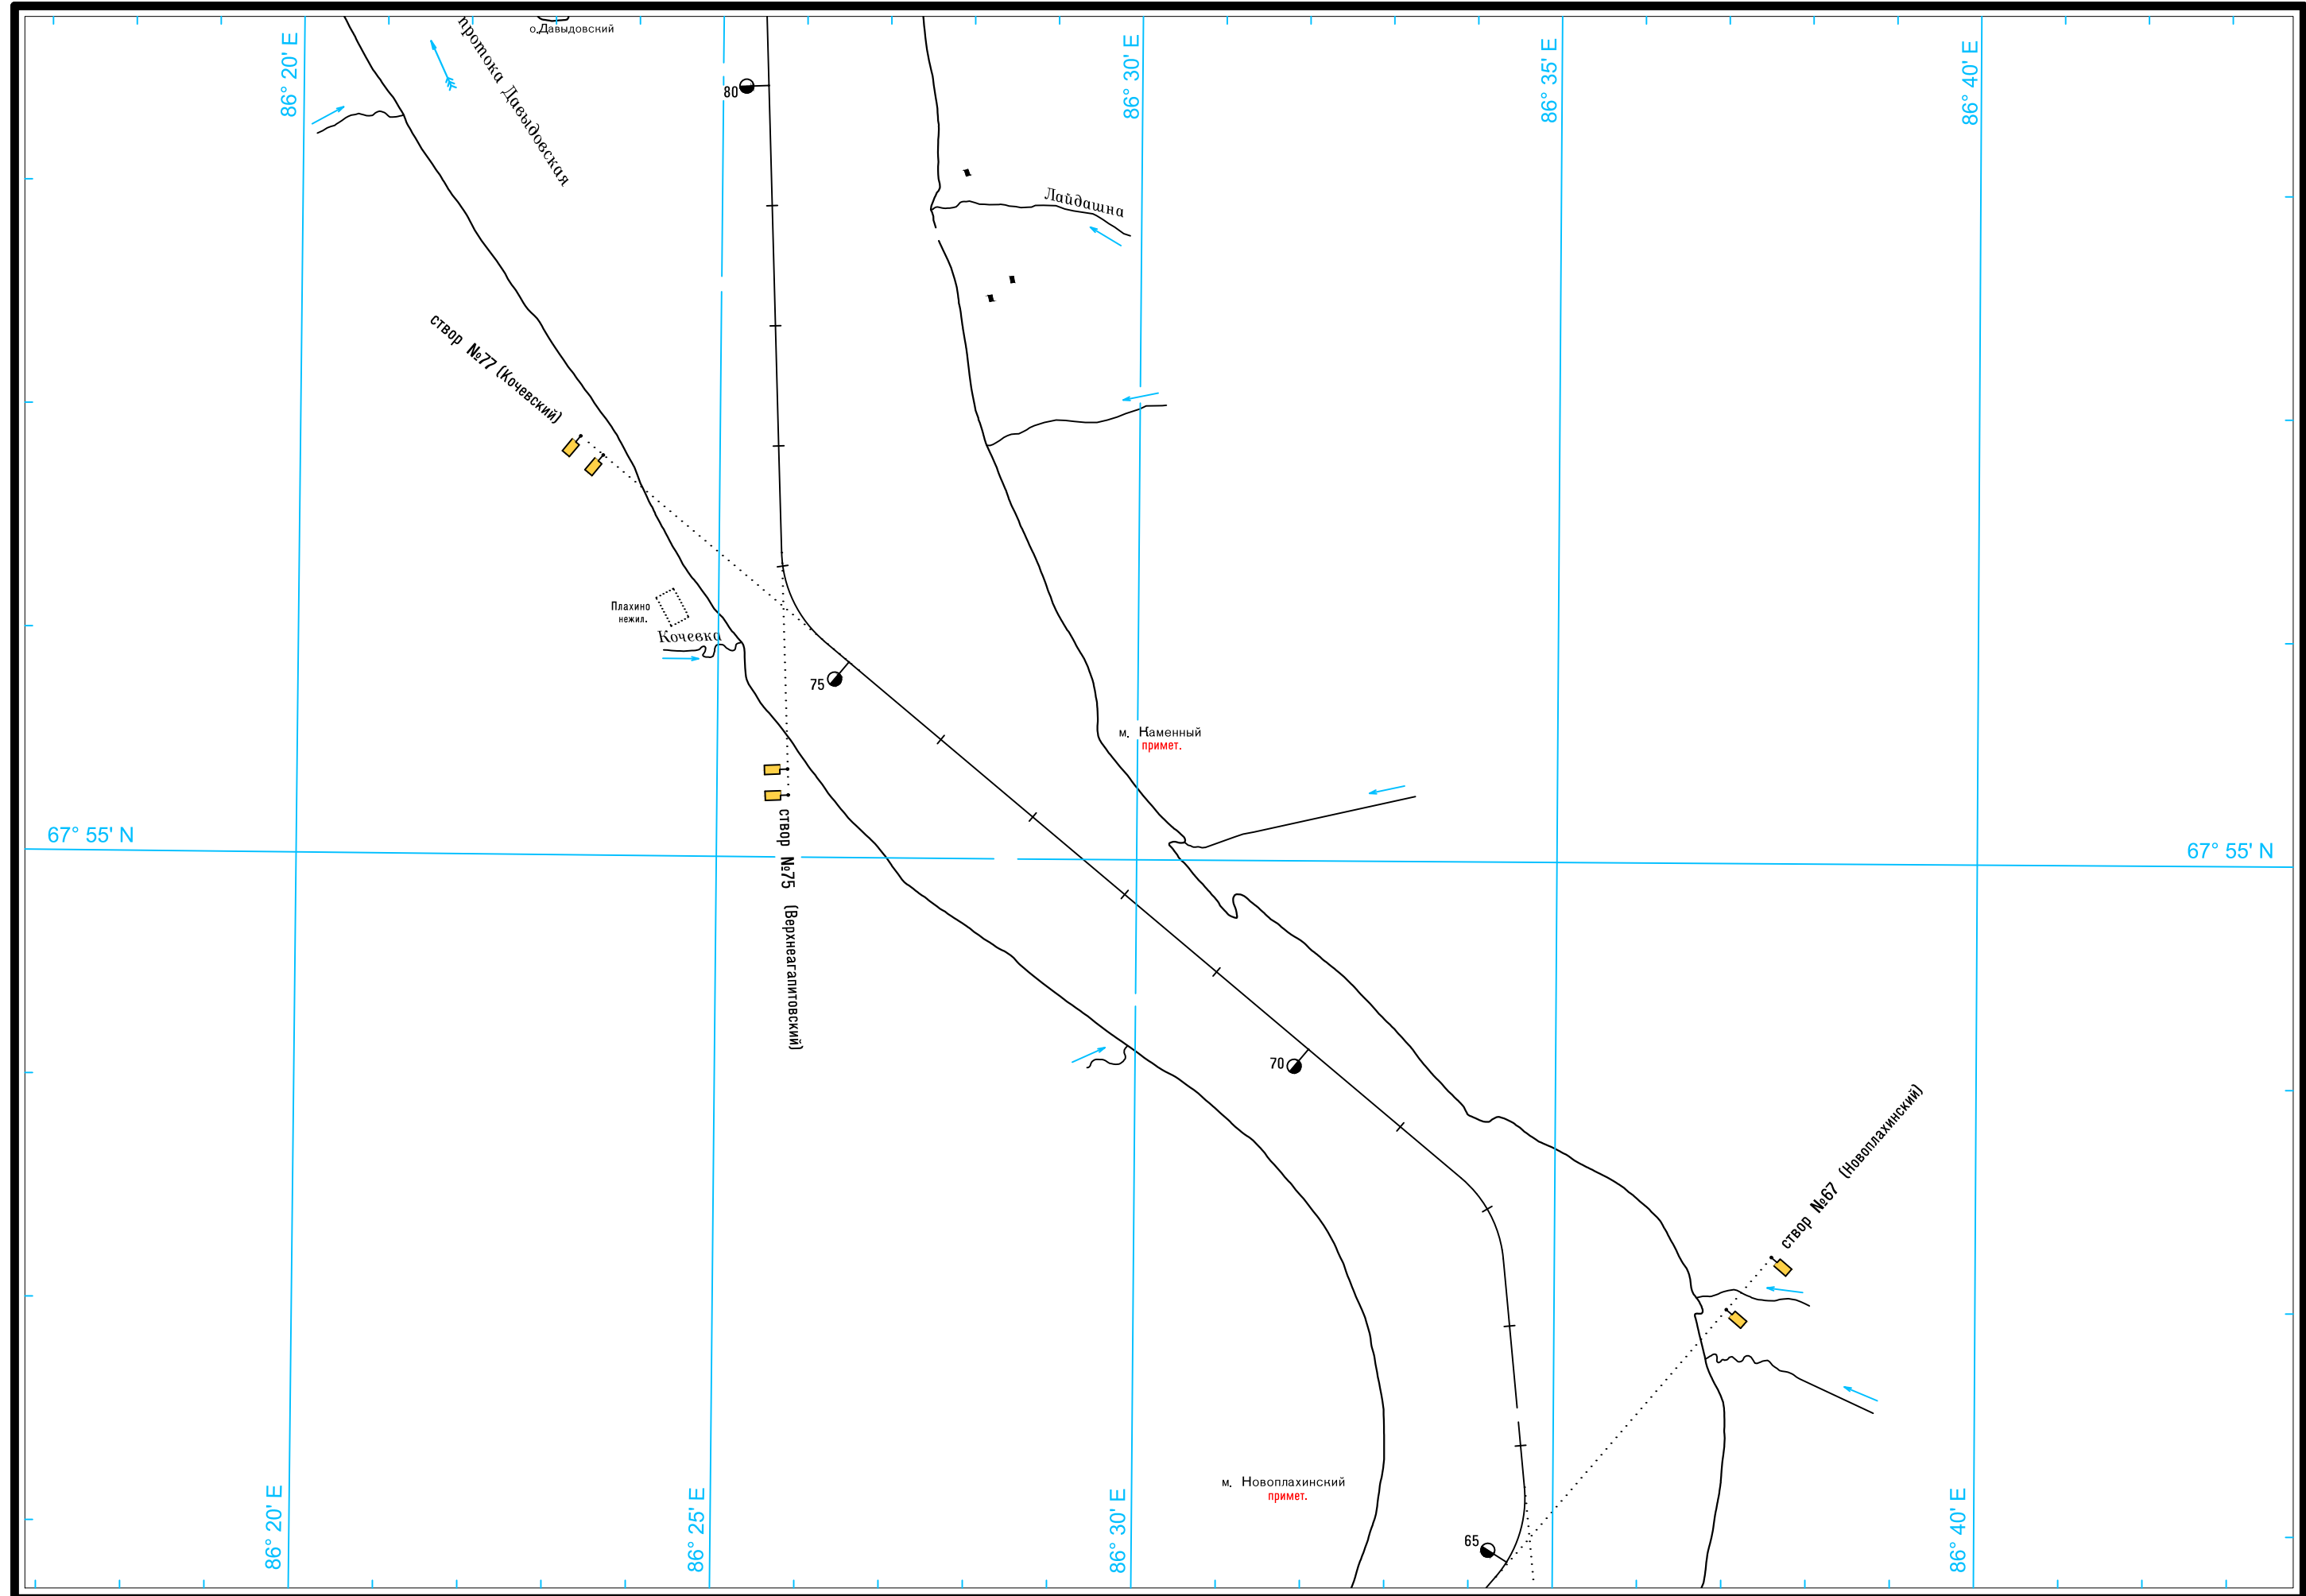 о.Давыдовский
протока Давыдовская
86° 20' E
86° 30' E
86° 35' E
86° 40' E
80
Лайдашна
створ №77 (Кочевский)
Плахино
нежил.
Кочевка
75
м. Каменный
примет.
67° 55' N
67° 55' N
створ №75 (Верхнеагапитовский)
70
створ №67 (Новоплахинский)
м. Новоплахинский
примет.
65
86° 20' E
86° 25' E
86° 30' E
86° 40' E